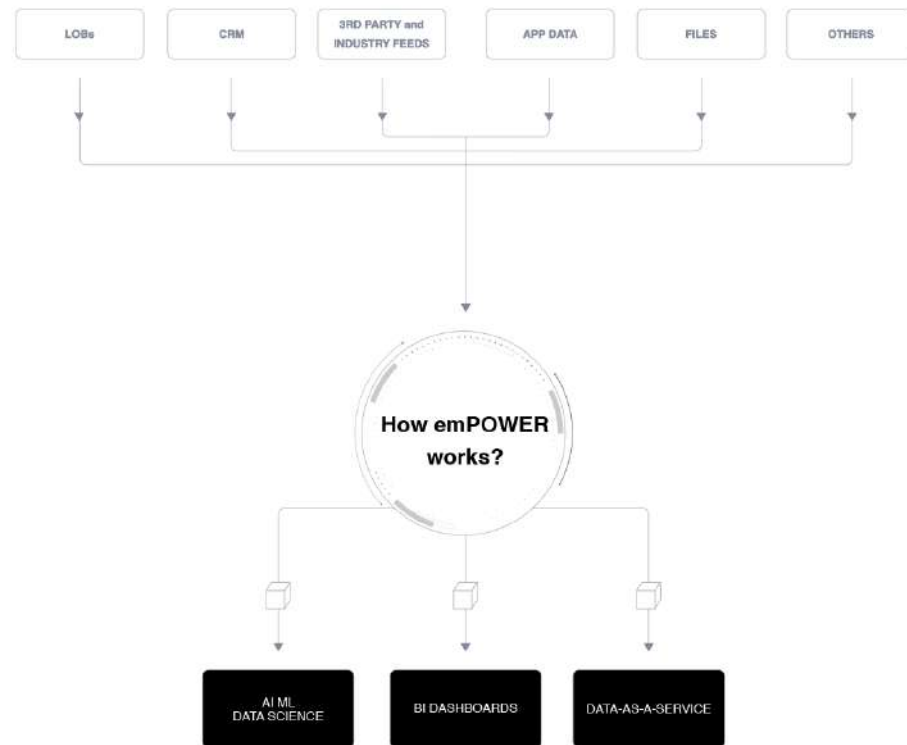 LOBs
CRM
3RD PARTY and
INDUSTRY FEEDS
APP DATA
FILES
OTHERS
How emPOWER
works?
AI ML
DATA SCIENCE
BI DASHBOARDS
DATA-AS-A-SERVICE